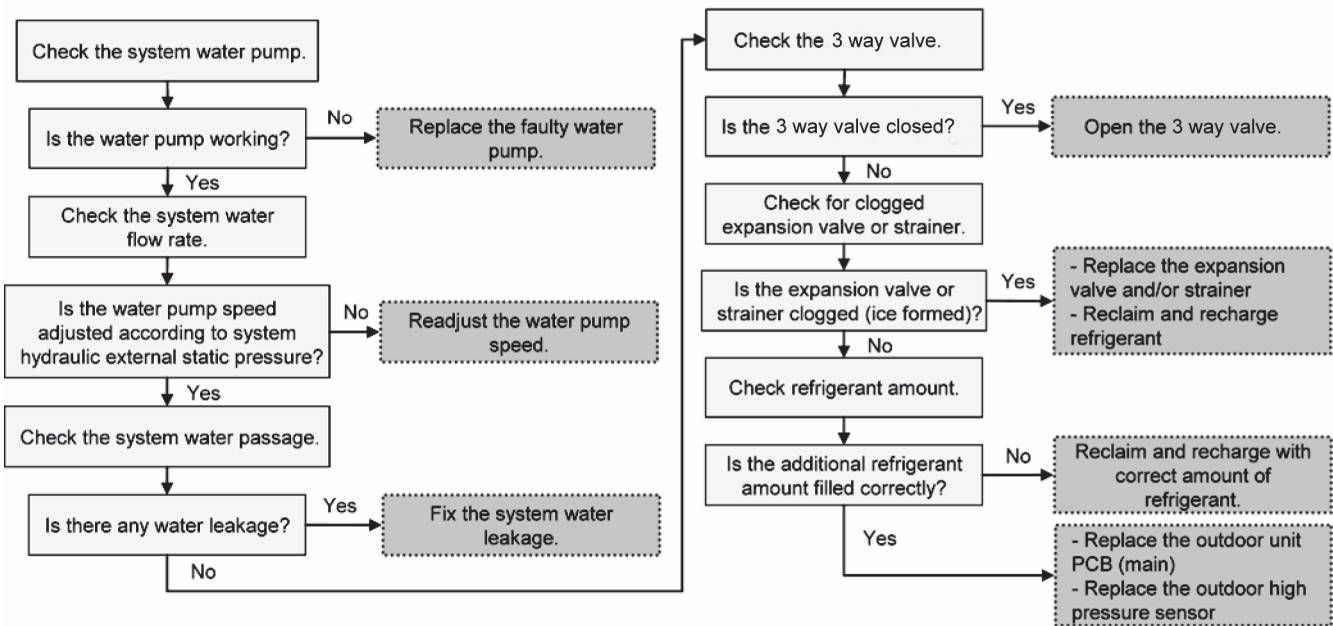 Check the system water pump.
Is the water pump working?
No
Replace the faulty water
pump.
Yes
Check the system water
flow rate.
Is the water pump speed
adjusted according to system
hydraulic external static pressure?
No
Readjust the water pump
speed.
Yes
Check the system water passage.
Is there any water leakage?
Yes
Fix the system water
leakage.
No
Check the 3 way valve.
Is the 3 way valve closed?
Yes
Open the 3 way valve.
No
Check for clogged
expansion valve or strainer.
Is the expansion valve or
strainer clogged (ice formed)?
Yes
- Replace the expansion
valve and/or strainer
- Reclaim and recharge
refrigerant
No
Check refrigerant amount.
Is the additional refrigerant
amount filled correctly?
No
Reclaim and recharge with
correct amount of
refrigerant.
Yes
- Replace the outdoor unit
PCB (main)
- Replace the outdoor high
pressure sensor